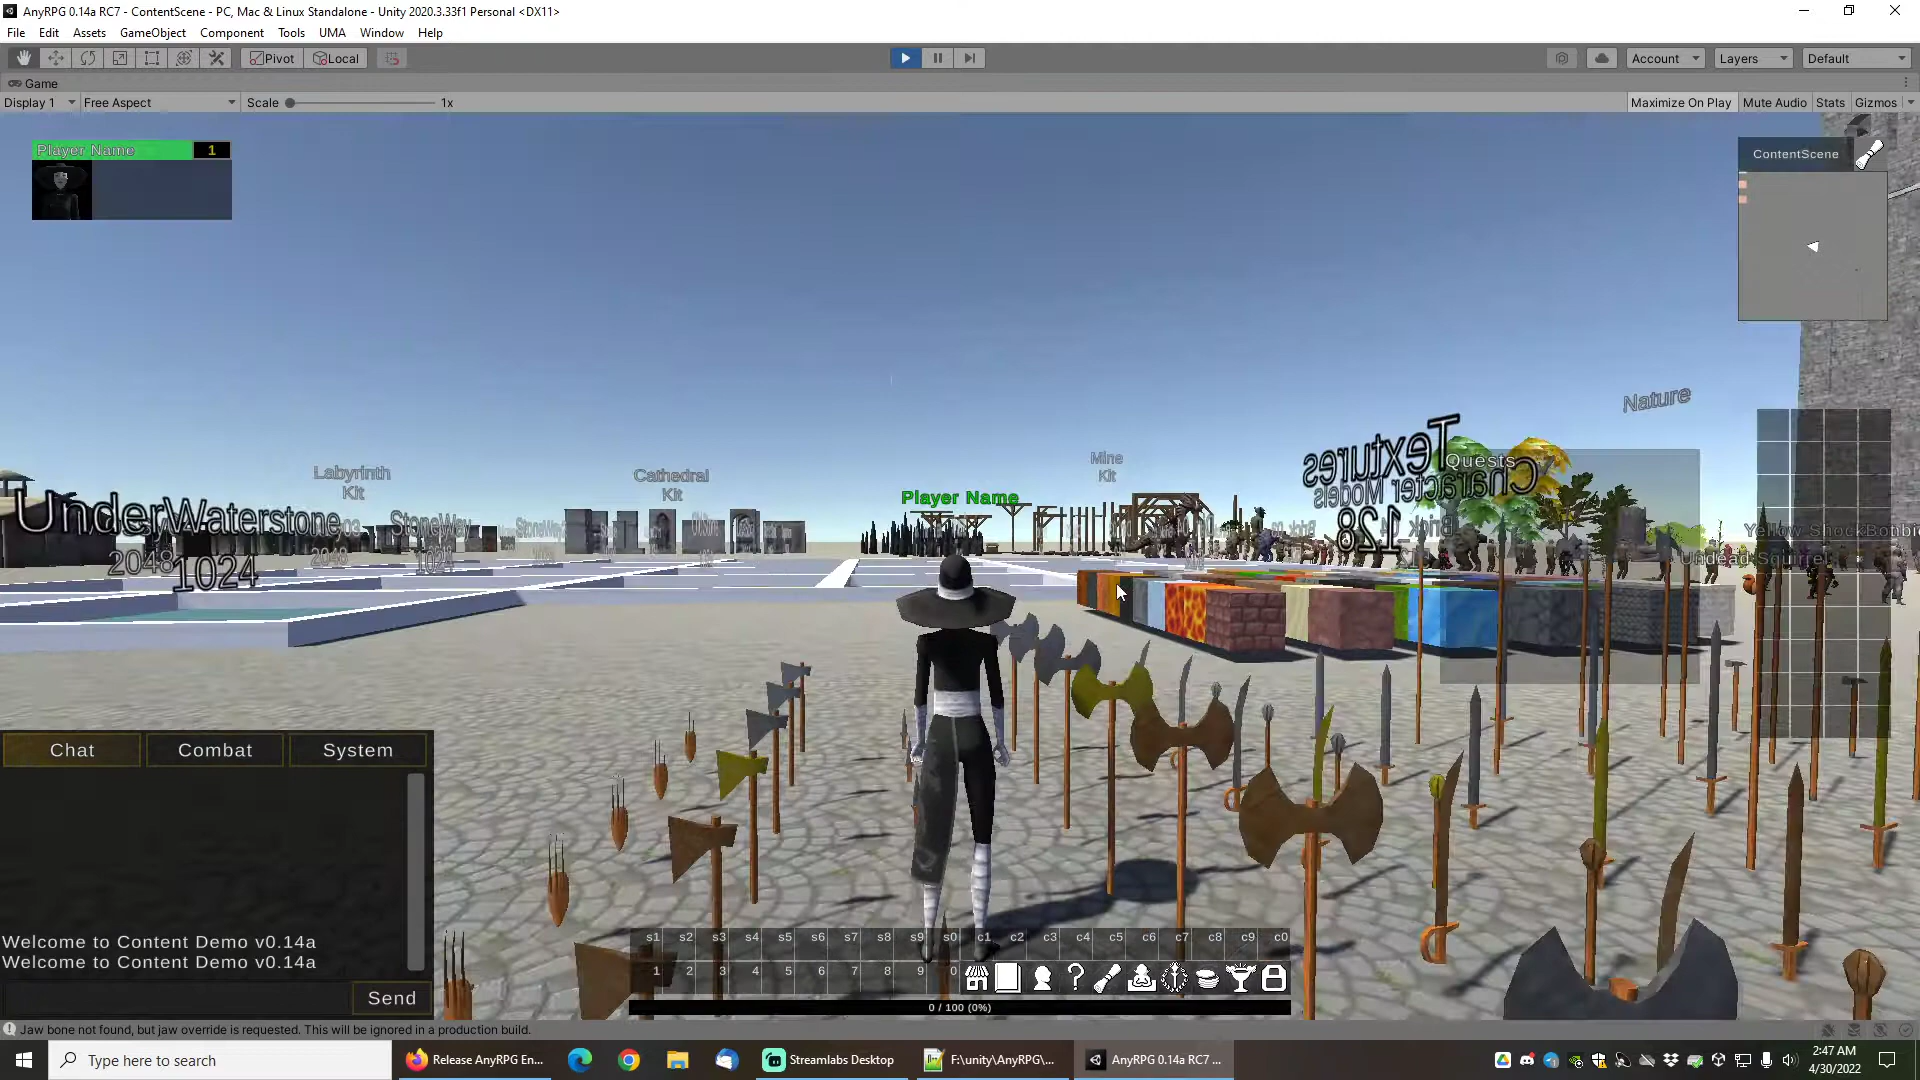 AnyRPG 0.14a RC7 - ContentScene - PC, Mac & Linux Standalone - Unity 2020.3.33f1 Personal <DX11>
File Edit Assets GameObject Component Tools UMA Window Help
Pivot Local Account Layers Default
Game
Display 1 Free Aspect Scale 1x Maximize On Play Mute Audio Stats Gizmos
Player Name 1
ContentScene
Nature
Textures
Quests
Character Models
128
Labyrinth
Kit
Cathedral
Kit
Mine
Kit
Player Name
UnderWaterstone
StoneWay
2048
1024
2048
1024
Yellow ShockBombi
Undead Squirrel
Chat Combat System
Welcome to Content Demo v0.14a
Welcome to Content Demo v0.14a
Send
s1 s2 s3 s4 s5 s6 s7 s8 s9 s0 c1 c2 c3 c4 c5 c6 c7 c8 c9 c0
1 2 3 4 5 6 7 8 9 0
0 / 100 (0%)
Jaw bone not found, but jaw override is requested. This will be ignored in a production build.
Type here to search
Release AnyRPG En...
Streamlabs Desktop
F:\unity\AnyRPG\...
AnyRPG 0.14a RC7 ...
2:47 AM
4/30/2022